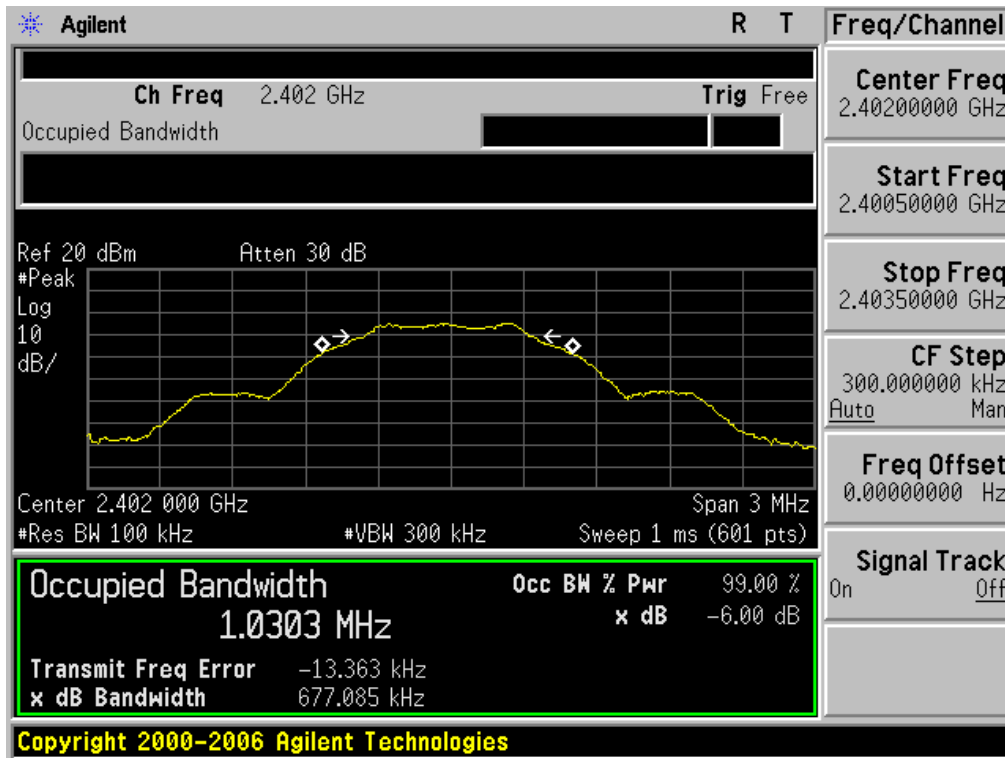 Agilent R T
Ch Freq 2.402 GHz Trig Free
Occupied Bandwidth
Ref 20 dBm Atten 30 dB
#Peak
Log
10
dB/
Center 2.402 000 GHz Span 3 MHz
#Res BW 100 kHz #VBW 300 kHz Sweep 1 ms (601 pts)
Occupied Bandwidth Occ BW % Pwr 99.00 %
1.0303 MHz x dB -6.00 dB
Transmit Freq Error -13.363 kHz
x dB Bandwidth 677.085 kHz
Copyright 2000-2006 Agilent Technologies
Freq/Channel
Center Freq
2.40200000 GHz
Start Freq
2.40050000 GHz
Stop Freq
2.40350000 GHz
CF Step
300.000000 kHz
Auto Man
Freq Offset
0.00000000 Hz
Signal Track
On Off